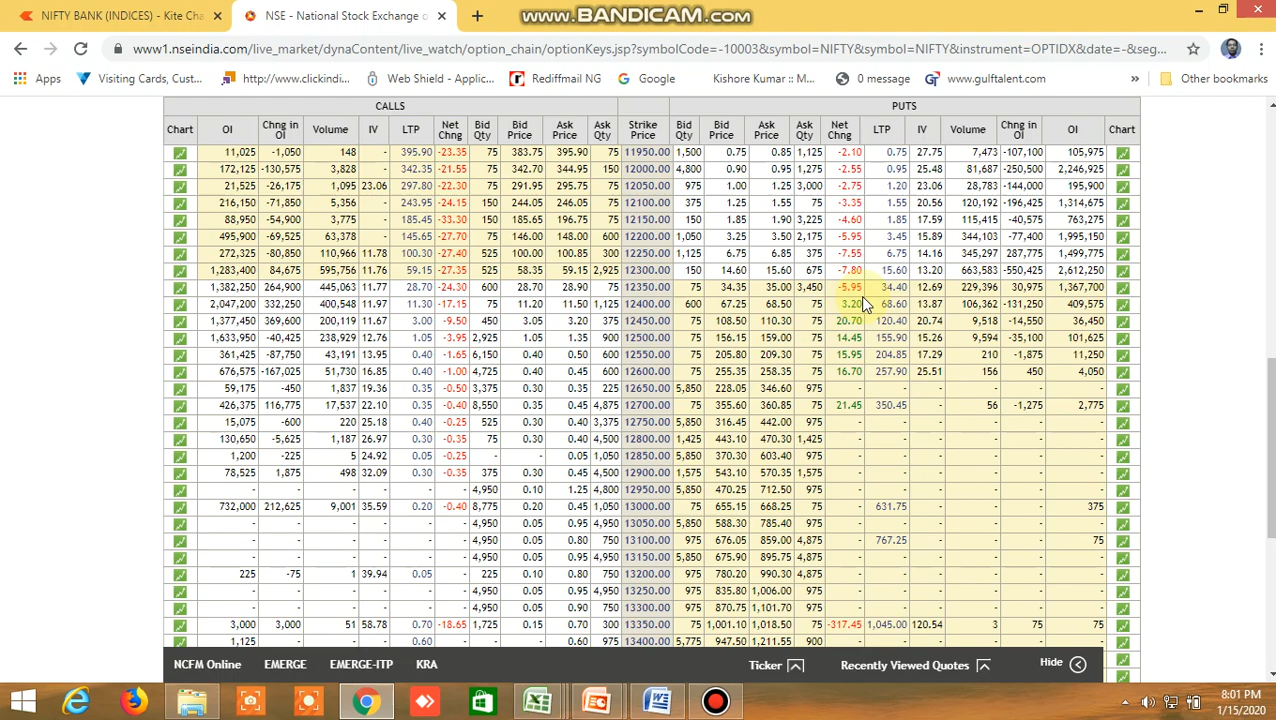 NIFTY BANK (INDICES) - Kite Cha × NSE - National Stock Exchange o × www.BANDICAM.com
www1.nseindia.com/live_market/dynaContent/live_watch/option_chain/optionKeys.jsp?symbolCode=-10003&symbol=NIFTY&symbol=NIFTY&instrument=OPTIDX&date=-&seg...
Apps Visiting Cards, Cust... http://www.clickindi... Web Shield - Applic... Rediffmail NG Google Kishore Kumar :: M... 0 message www.gulftalent.com » Other bookmarks
CALLS PUTS
Chart OI Chng in OI Volume IV LTP Net Chng Bid Qty Bid Price Ask Price Ask Qty Strike Price Bid Qty Bid Price Ask Price Ask Qty Net Chng LTP IV Volume Chng in OI OI Chart
11,025 -1,050 148 - 395.90 -23.35 75 383.75 395.90 75 11950.00 1,500 0.75 0.85 1,125 -2.10 0.75 27.75 7,473 -107,100 105,975
172,125 -130,575 3,828 - 342.35 -21.55 75 342.70 344.95 150 12000.00 4,800 0.90 0.95 1,275 -2.55 0.95 25.48 81,687 -250,500 2,246,925
21,525 -26,175 1,095 23.06 297.80 -22.30 75 291.95 295.75 75 12050.00 975 1.00 1.25 3,000 -2.75 1.20 23.06 28,783 -144,000 195,900
216,150 -71,850 5,356 - 243.95 -24.15 150 244.05 246.05 75 12100.00 375 1.25 1.55 75 -3.35 1.55 20.56 120,192 -196,425 1,314,675
88,950 -54,900 3,775 - 185.45 -33.30 150 185.65 196.75 75 12150.00 150 1.85 1.90 3,225 -4.60 1.85 17.59 115,415 -40,575 763,275
495,900 -69,525 63,378 - 145.65 -27.70 75 146.00 148.00 600 12200.00 1,050 3.25 3.50 2,175 -5.95 3.45 15.89 344,103 -77,400 1,995,150
272,325 -80,850 110,966 11.78 100.30 -27.40 525 100.00 100.85 300 12250.00 1,125 6.75 6.85 375 -7.55 6.75 14.16 345,297 287,775 1,499,775
1,283,400 84,675 595,756 11.76 59.15 -27.35 525 58.35 59.15 2,925 12300.00 150 14.60 15.60 675 -7.80 15.60 13.20 663,583 -550,425 2,612,250
1,382,250 264,900 445,063 11.77 28.70 -24.30 600 28.70 28.90 75 12350.00 75 34.35 35.00 3,450 -5.95 34.40 12.69 229,396 30,975 1,367,700
2,047,200 332,250 400,548 11.97 11.30 -17.15 75 11.20 11.50 1,125 12400.00 600 67.25 68.50 75 3.20 68.60 13.87 106,362 -131,250 409,575
1,377,450 369,600 200,119 11.67 3.00 -9.50 450 3.05 3.20 375 12450.00 75 108.50 110.30 75 20.70 120.40 20.74 9,518 -14,550 36,450
1,633,950 -40,425 238,929 12.76 1.05 -3.95 2,925 1.05 1.35 900 12500.00 75 156.15 159.00 75 14.45 155.90 15.26 9,594 -35,100 101,625
361,425 -87,750 43,191 13.95 0.40 -1.65 6,150 0.40 0.50 600 12550.00 75 205.80 209.30 75 15.95 204.85 17.29 210 -1,875 11,250
676,575 -167,025 51,730 16.85 0.40 -1.00 4,725 0.40 0.45 600 12600.00 75 255.35 258.35 75 16.70 257.90 25.51 156 450 4,050
59,175 -450 1,837 19.36 0.35 -0.50 3,375 0.30 0.35 225 12650.00 5,850 228.05 346.60 975 - - - - - -
426,375 116,775 17,537 22.10 0.35 -0.40 8,550 0.35 0.45 4,875 12700.00 75 355.60 360.85 75 21.45 350.45 - 56 -1,275 2,775
15,075 -600 220 25.18 0.40 -0.25 525 0.30 0.40 3,375 12750.00 5,850 316.45 442.00 975 - - - - - -
130,650 -5,625 1,187 26.97 0.30 -0.35 75 0.30 0.40 4,500 12800.00 1,425 443.10 470.30 1,425 - - - - - -
1,200 -225 5 24.92 0.40 -0.25 - - 0.05 1,050 12850.00 5,850 370.30 603.40 975 - - - - - -
78,525 1,875 498 32.09 0.30 -0.35 375 0.30 0.45 4,500 12900.00 1,575 543.10 570.35 1,575 - - - - - -
- - - - - - 4,950 0.10 1.25 4,800 12950.00 5,850 470.25 712.50 975 - - - - - -
732,000 212,625 9,001 35.59 0.20 -0.40 8,775 0.20 0.45 1,050 13000.00 75 655.15 668.25 75 - 631.75 - - - 375
- - - - - - 4,950 0.05 0.95 4,950 13050.00 5,850 588.30 785.40 975 - - - - - -
- - - - - - 4,950 0.05 0.80 750 13100.00 975 676.05 859.00 4,875 - 767.25 - - - 75
- - - - - - 4,950 0.05 0.95 4,950 13150.00 5,850 675.90 895.75 4,875 - - - - - -
225 -75 1 39.94 0.05 - 225 0.10 0.80 750 13200.00 975 780.20 990.30 4,875 - - - - - -
- - - - - - 4,950 0.05 0.95 4,950 13250.00 975 835.80 1,006.00 975 - - - - - -
- - - - - - 4,950 0.05 0.90 750 13300.00 975 870.75 1,101.70 975 - - - - - -
3,000 3,000 51 58.78 0.70 -18.65 1,725 0.15 0.70 300 13350.00 75 1,001.10 1,018.50 75 -317.45 1,045.00 120.54 3 75 75
1,125 - - - 0.60 - - - 0.60 975 13400.00 5,775 947.50 1,211.55 900 - - - - - -
NCFM Online EMERGE EMERGE-ITP KRA Ticker Recently Viewed Quotes Hide
8:01 PM
1/15/2020